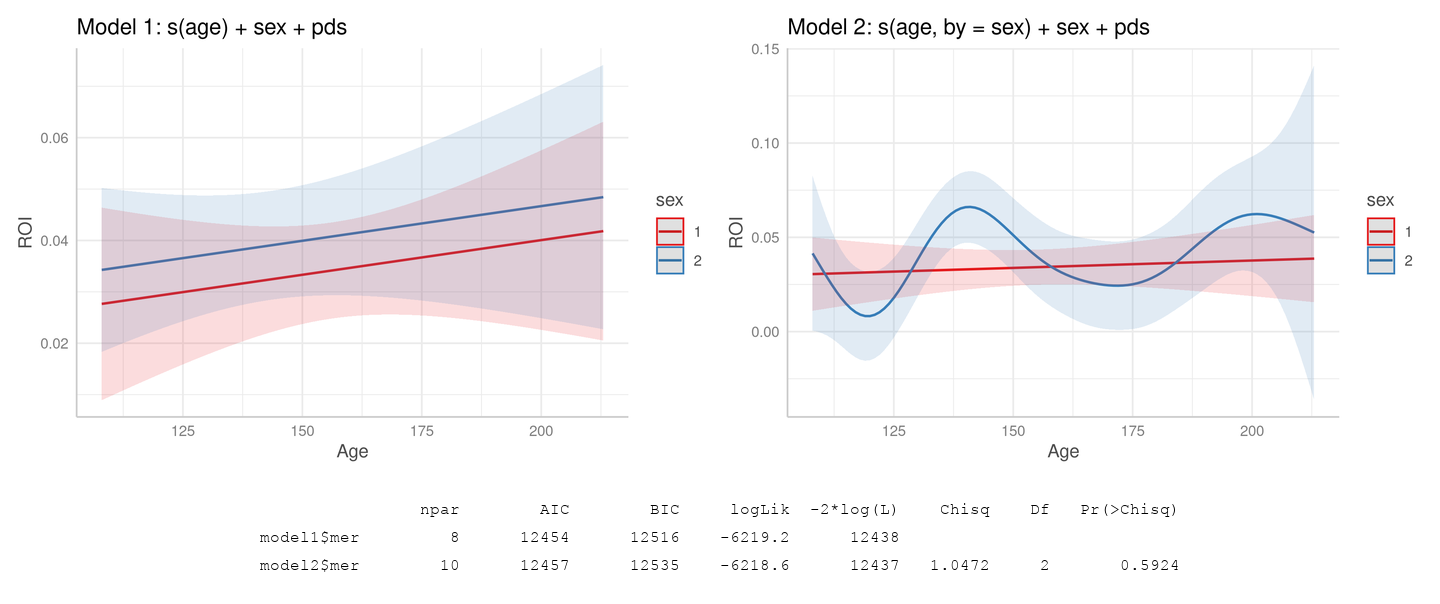 Model 1: s(age) + sex + pds
0.06
0.04
0.02
ROI
125 150 175 200
Age
sex
1
2
Model 2: s(age, by = sex) + sex + pds
0.15
0.10
0.05
0.00
ROI
125 150 175 200
Age
sex
1
2
npar AIC BIC logLik -2*log(L) Chisq Df Pr(>Chisq)
model1$mer 8 12454 12516 -6219.2 12438
model2$mer 10 12457 12535 -6218.6 12437 1.0472 2 0.5924